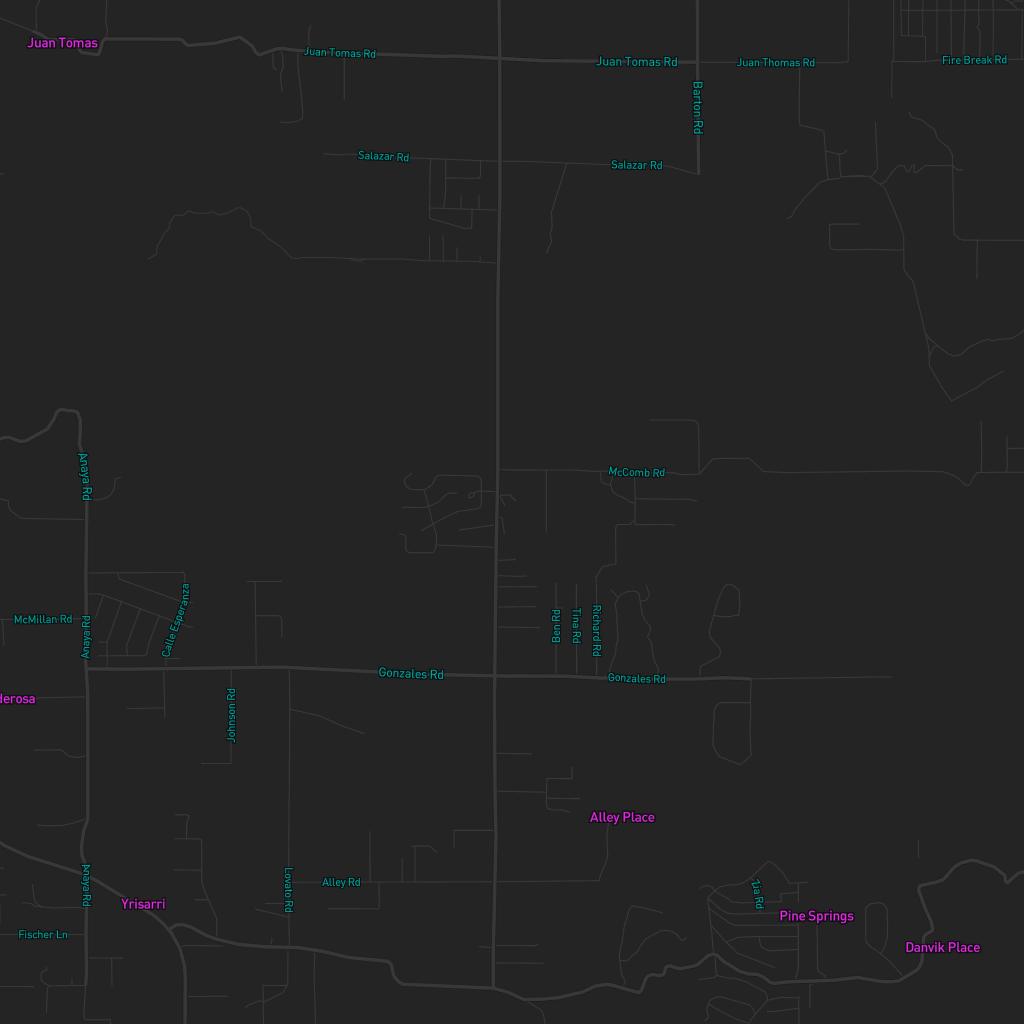 Juan Tomas
Juan Tomas Rd
Juan Tomas Rd
Juan Thomas Rd
Fire Break Rd
Barton Rd
Salazar Rd
Salazar Rd
Anaya Rd
McComb Rd
McMillan Rd
Anaya Rd
Calle Esperanza
Ben Rd
Tina Rd
Richard Rd
Gonzales Rd
Gonzales Rd
derosa
Johnson Rd
Alley Place
Anaya Rd
Lovato Rd
Alley Rd
Zia Rd
Yrisarri
Pine Springs
Fischer Ln
Danvik Place